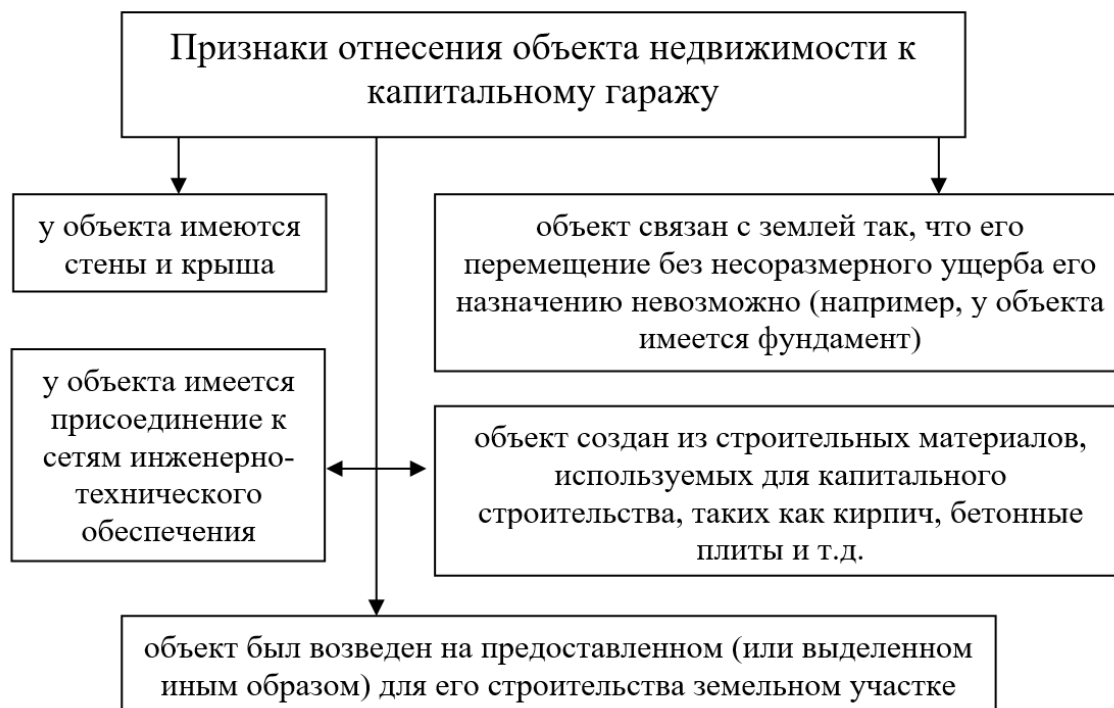 Признаки отнесения объекта недвижимости к
капитальному гаражу
у объекта имеются
стены и крыша
объект связан с землей так, что его
перемещение без несоразмерного ущерба его
назначению невозможно (например, у объекта
имеется фундамент)
у объекта имеется
присоединение к
сетям инженерно-
технического
обеспечения
объект создан из строительных материалов,
используемых для капитального
строительства, таких как кирпич, бетонные
плиты и т.д.
объект был возведен на предоставленном (или выделенном
иным образом) для его строительства земельном участке